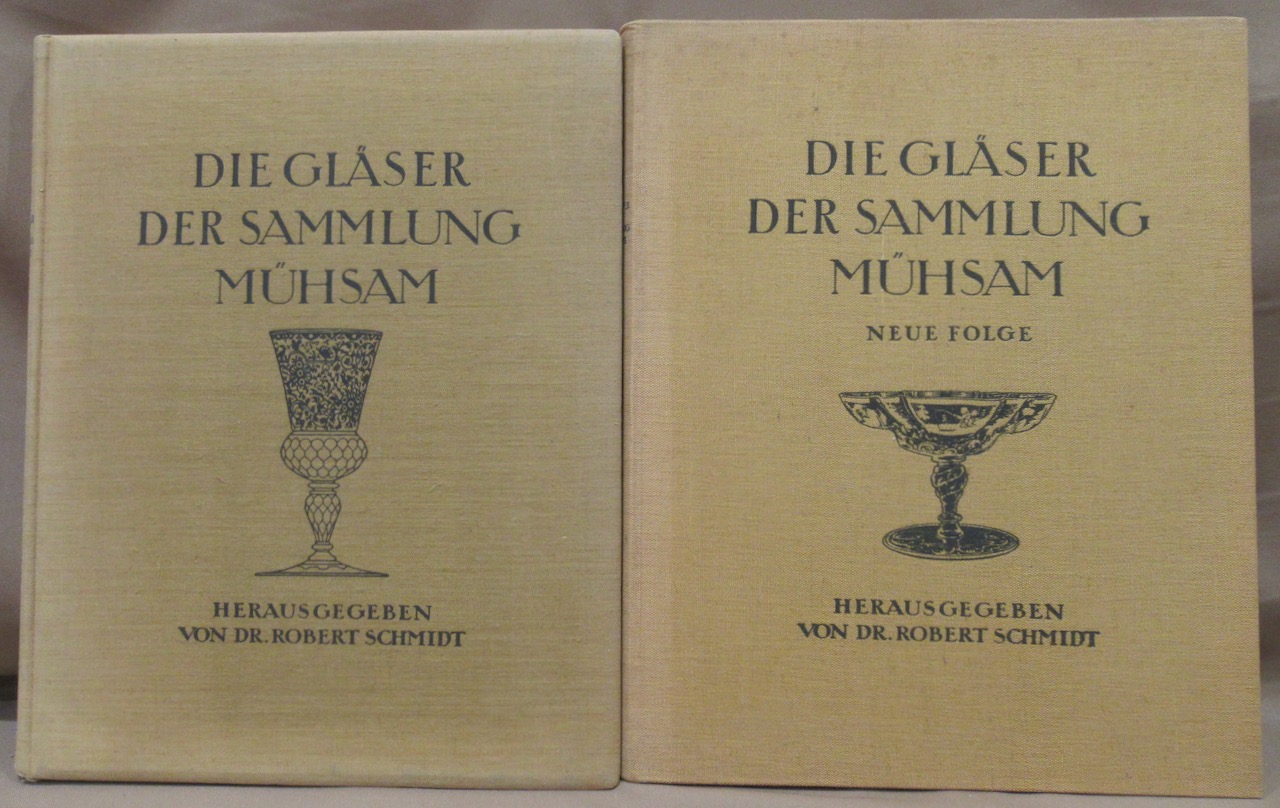 DIE GLÄSER
DER SAMMLUNG
MÜHSAM
HERAUSGEGEBEN
VON DR. ROBERT SCHMIDT
DIE GLÄSER
DER SAMMLUNG
MÜHSAM
NEUE FOLGE
HERAUSGEGEBEN
VON DR. ROBERT SCHMIDT